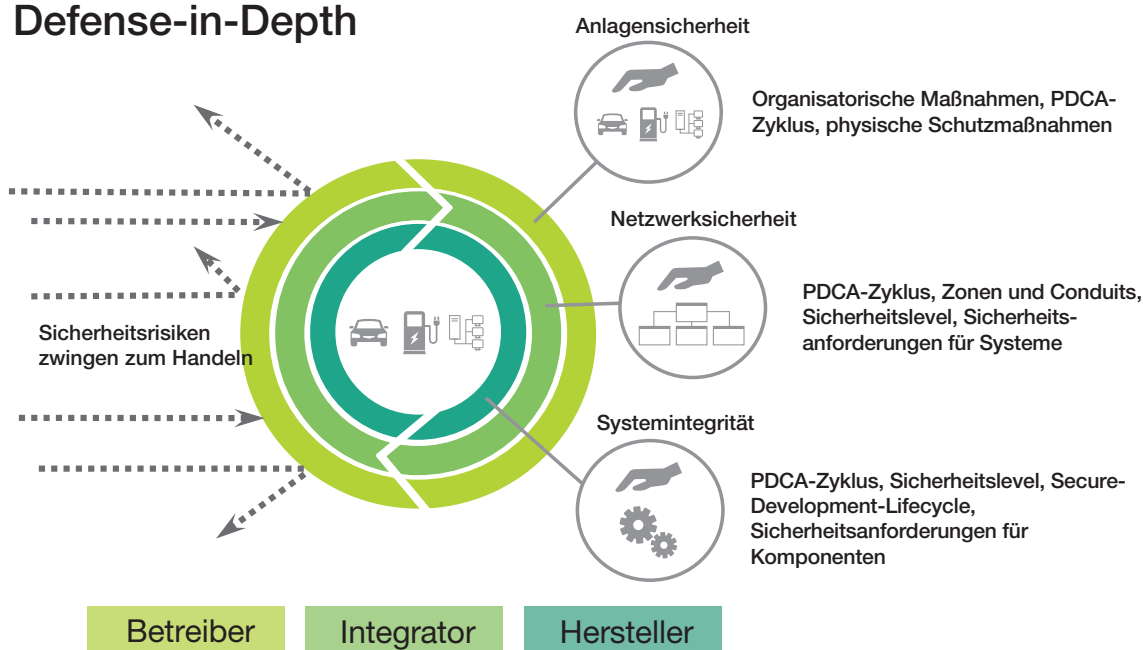 Defense-in-Depth
Anlagensicherheit
Organisatorische Maßnahmen, PDCA-
Zyklus, physische Schutzmaßnahmen
Netzwerksicherheit
PDCA-Zyklus, Zonen und Conduits,
Sicherheitslevel, Sicherheits-
anforderungen für Systeme
Sicherheitsrisiken
zwingen zum Handeln
Systemintegrität
PDCA-Zyklus, Sicherheitslevel, Secure-
Development-Lifecycle,
Sicherheitsanforderungen für
Komponenten
Betreiber
Integrator
Hersteller